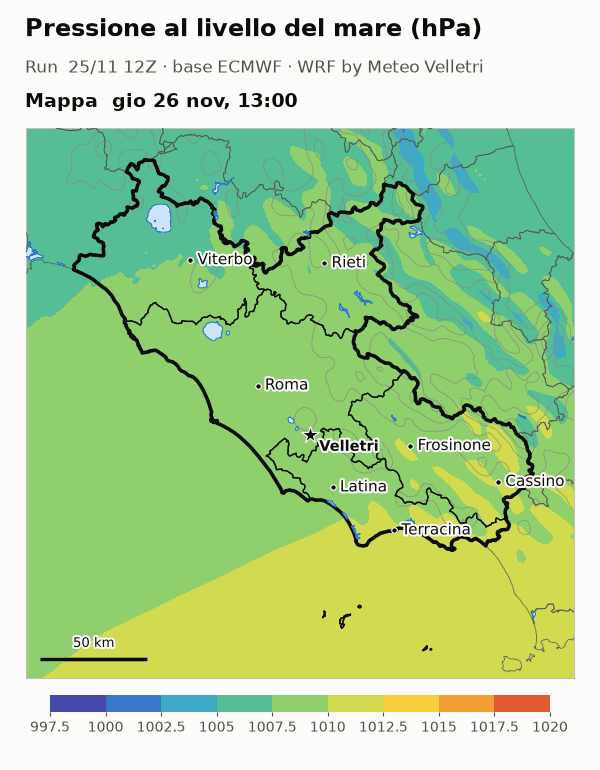 Pressione al livello del mare (hPa)
Run  25/11 12Z · base ECMWF · WRF by Meteo Velletri
Mappa  gio 26 nov, 13:00
Viterbo
Rieti
Roma
Velletri
Frosinone
Cassino
Latina
Terracina
50 km
997.5 1000 1002.5 1005 1007.5 1010 1012.5 1015 1017.5 1020